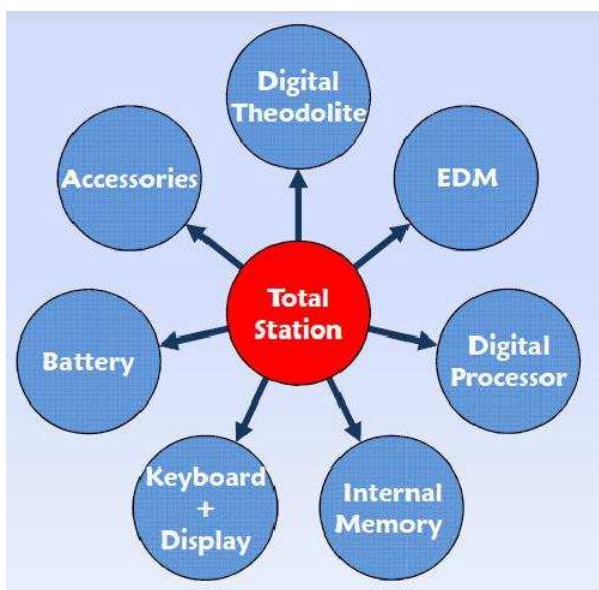 Digital
Theodolite
Accessories
EDM
Total
Station
Battery
Digital
Processor
Keyboard
+
Display
Internal
Memory